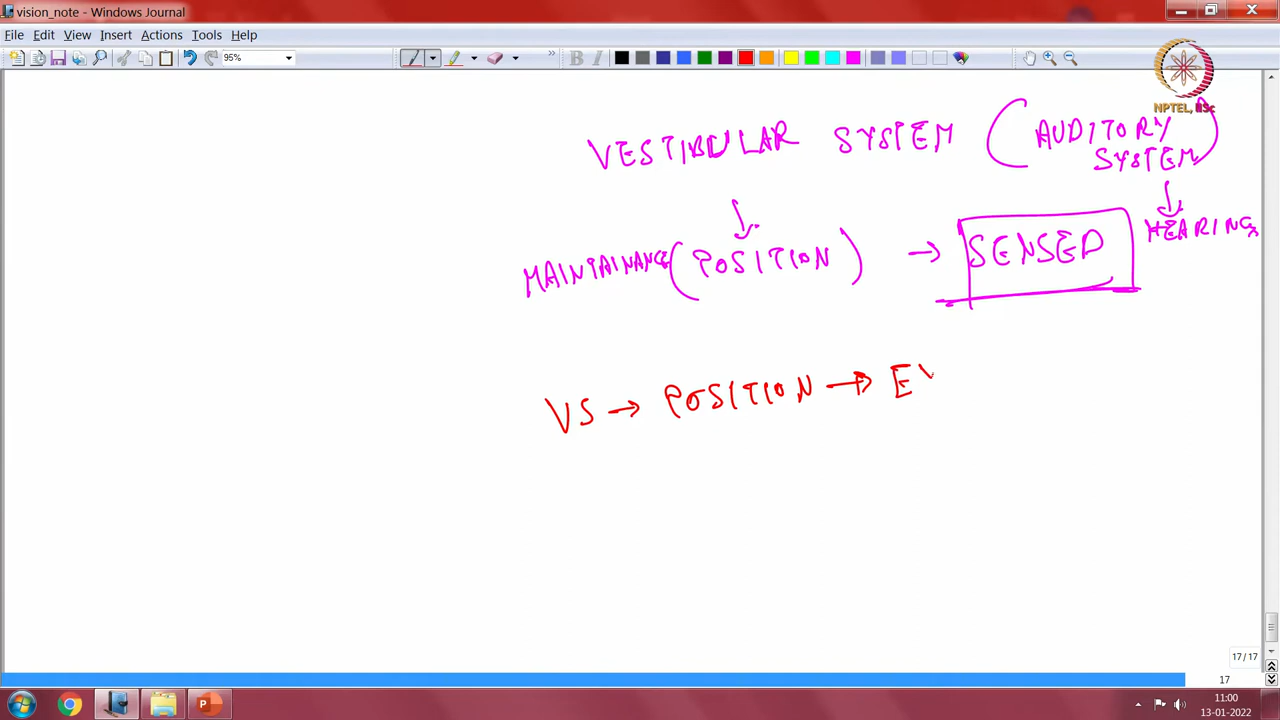 vision_note - Windows Journal
File Edit View Insert Actions Tools Help
95%
NPTEL, IISc
VESTIBULAR SYSTEM (AUDITORY SYSTEM)
HEARING
MAINTAINANCE (POSITION) → SENSED
VS → POSITION →
17/17
17
11:00
13-01-2022